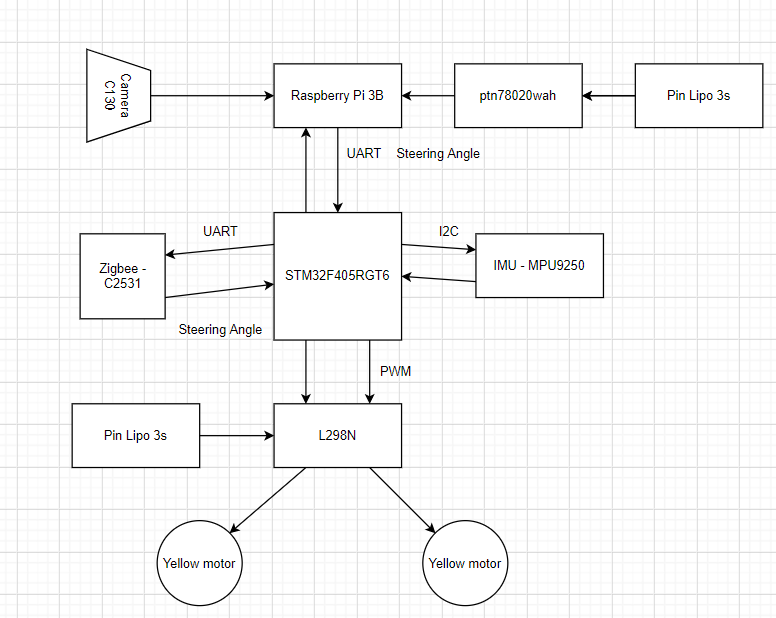 Camera
C130
Raspberry Pi 3B
ptn78020wah
Pin Lipo 3s
UART
Steering Angle
UART
I2C
Zigbee -
C2531
STM32F405RGT6
IMU - MPU9250
Steering Angle
PWM
Pin Lipo 3s
L298N
Yellow motor
Yellow motor